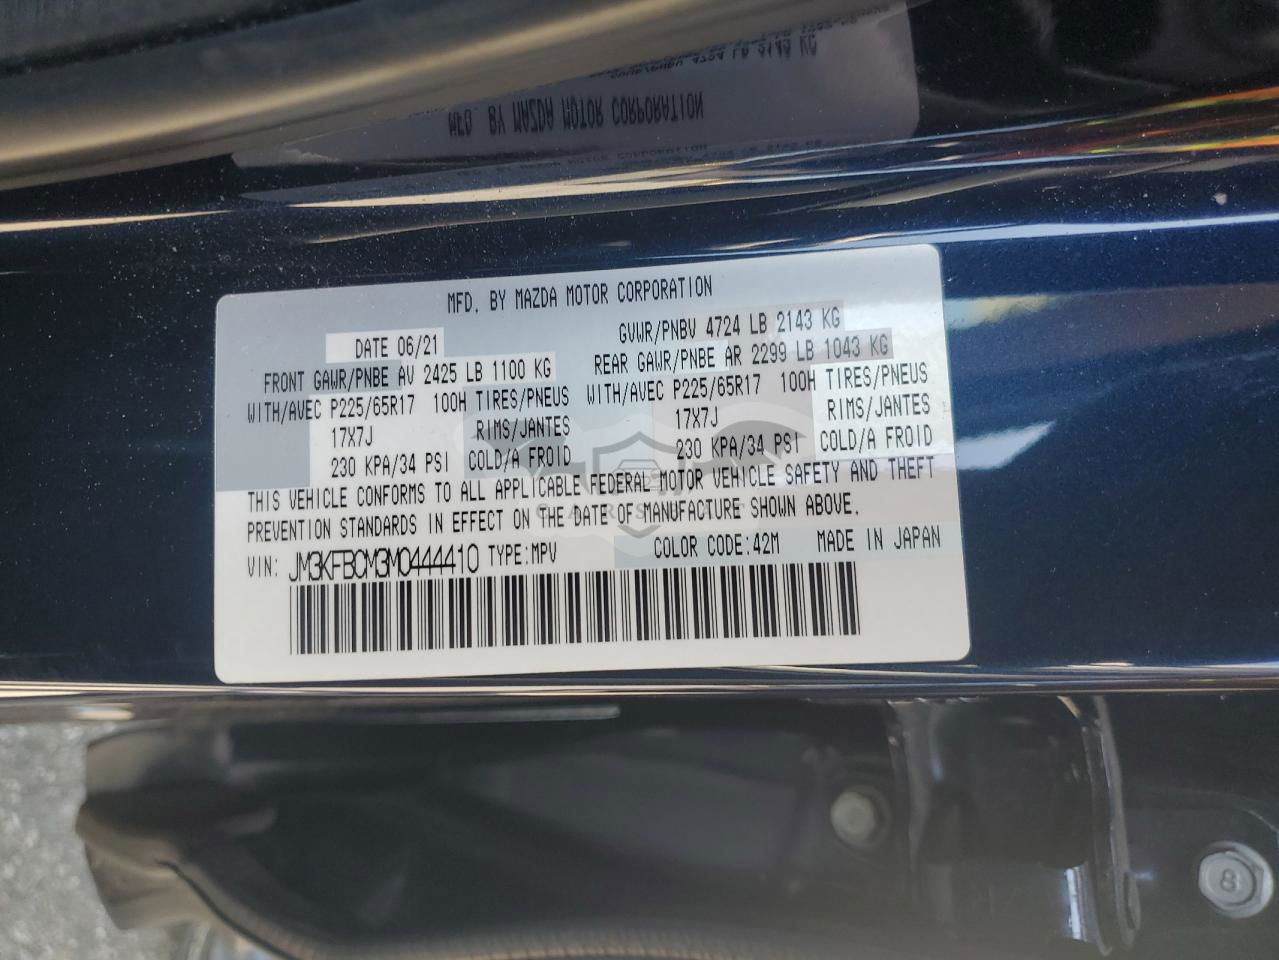 MFD. BY MAZDA MOTOR CORPORATION
DATE 06/21 GVWR/PNBV 4724 LB 2143 KG
FRONT GAWR/PNBE AV 2425 LB 1100 KG REAR GAWR/PNBE AR 2299 LB 1043 KG
WITH/AVEC P225/65R17 100H TIRES/PNEUS WITH/AVEC P225/65R17 100H TIRES/PNEUS
17X7J RIMS/JANTES 17X7J RIMS/JANTES
230 KPA/34 PSI COLD/A FROID 230 KPA/34 PSI COLD/A FROID
THIS VEHICLE CONFORMS TO ALL APPLICABLE FEDERAL MOTOR VEHICLE SAFETY AND THEFT
PREVENTION STANDARDS IN EFFECT ON THE DATE OF MANUFACTURE SHOWN ABOVE.
VIN: JM3KFBCM3M0444410 TYPE:MPV COLOR CODE:42M MADE IN JAPAN
8